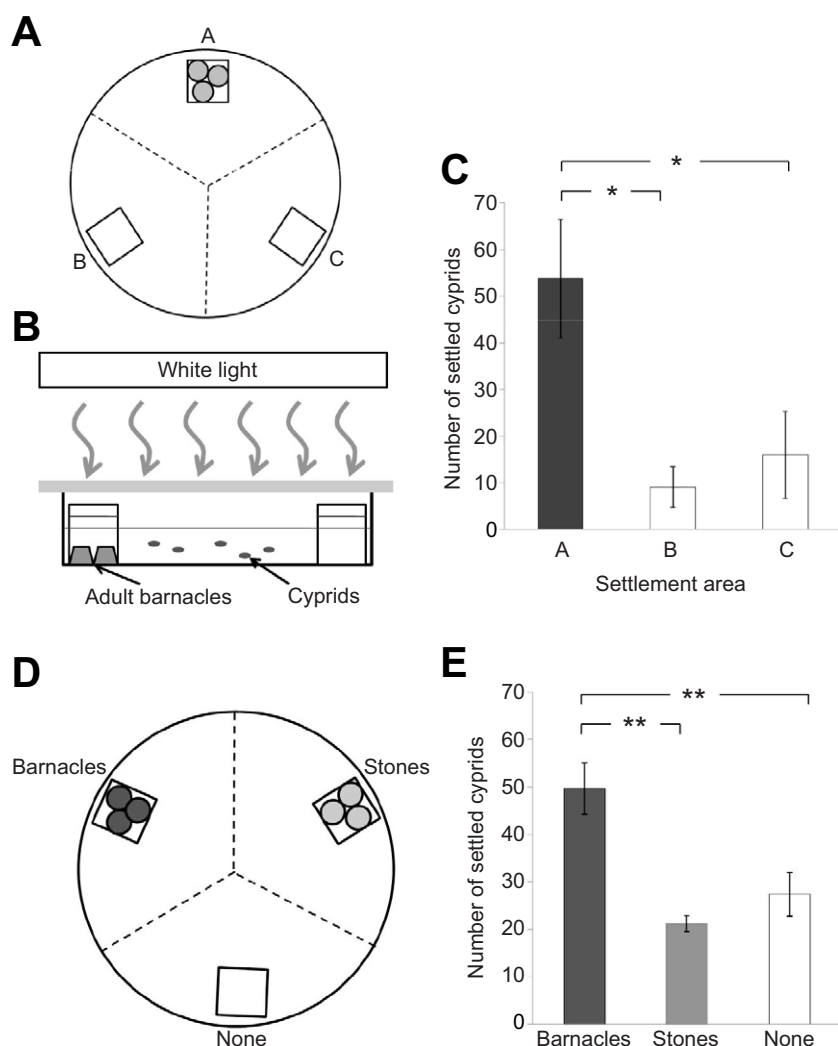 A
A
B
C
B
White light
Adult barnacles
Cyprids
C
*
*
70
60
50
40
30
20
10
0
Number of settled cyprids
A B C
Settlement area
D
Barnacles
Stones
None
E
**
**
70
60
50
40
30
20
10
0
Number of settled cyprids
Barnacles Stones None